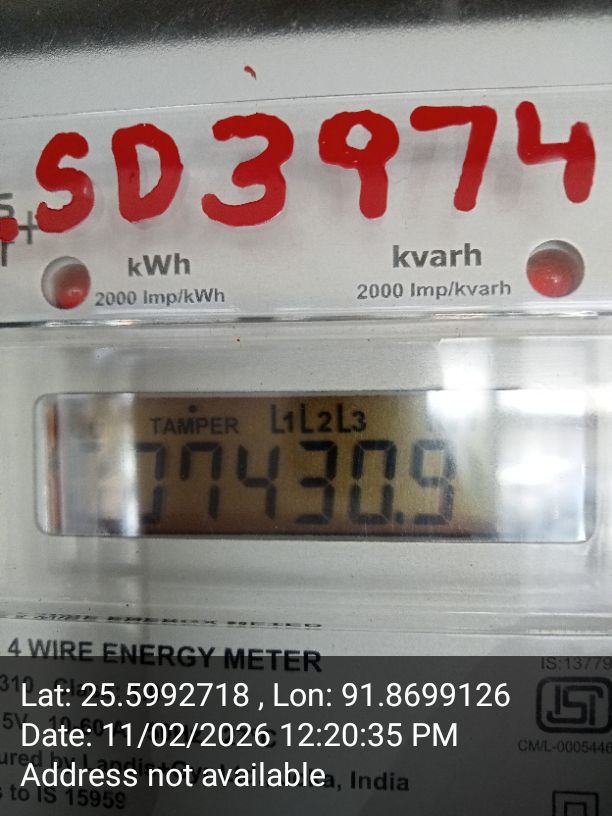 SD3974
kWh
kvarh
2000 Imp/kWh
2000 Imp/kvarh
TAMPER L1L2L3
07430.9
4 WIRE ENERGY METER
IS:13779
Lat: 25.5992718 , Lon: 91.8699126
Date: 11/02/2026 12:20:35 PM
CM/L-0005446
Address not available
India
to IS 15959